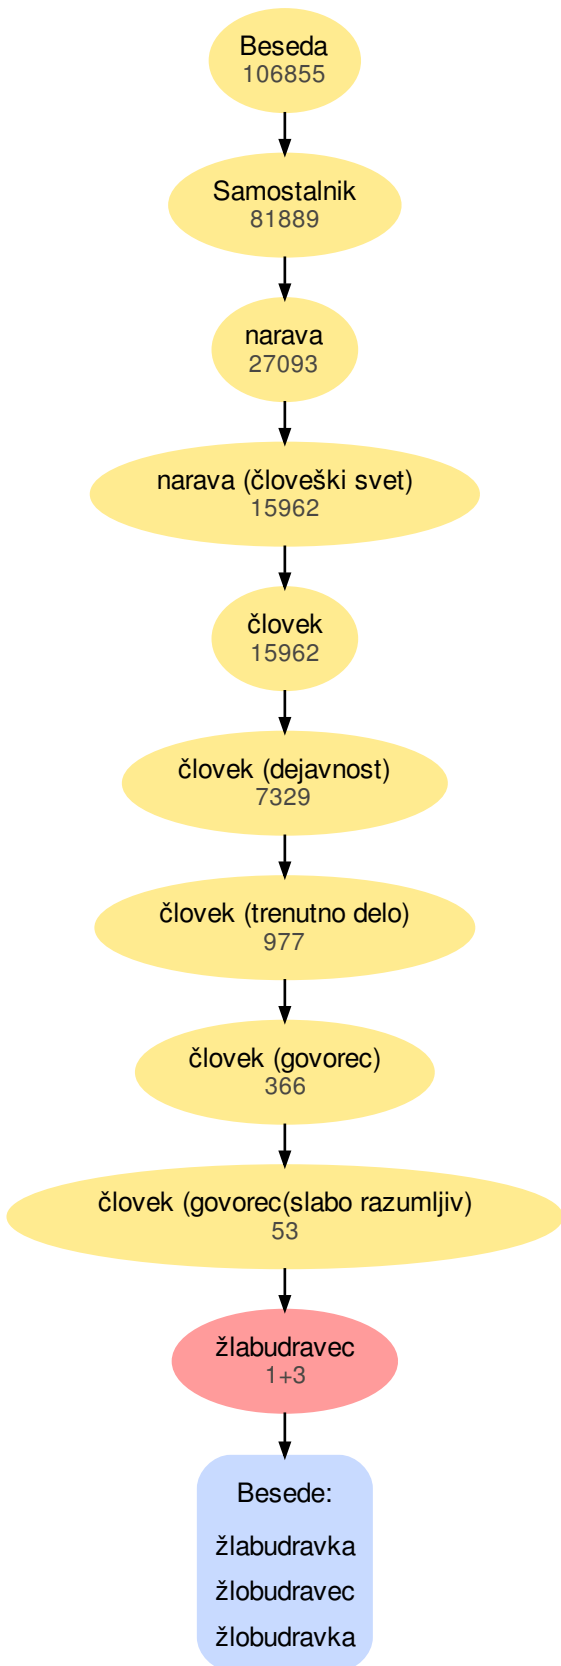 Beseda
106855
Samostalnik
81889
narava
27093
narava (človeški svet)
15962
človek
15962
človek (dejavnost)
7329
človek (trenutno delo)
977
človek (govorec)
366
človek (govorec(slabo razumljiv)
53
žlabudravec
1+3
Besede:
žlabudravka
žlobudravec
žlobudravka